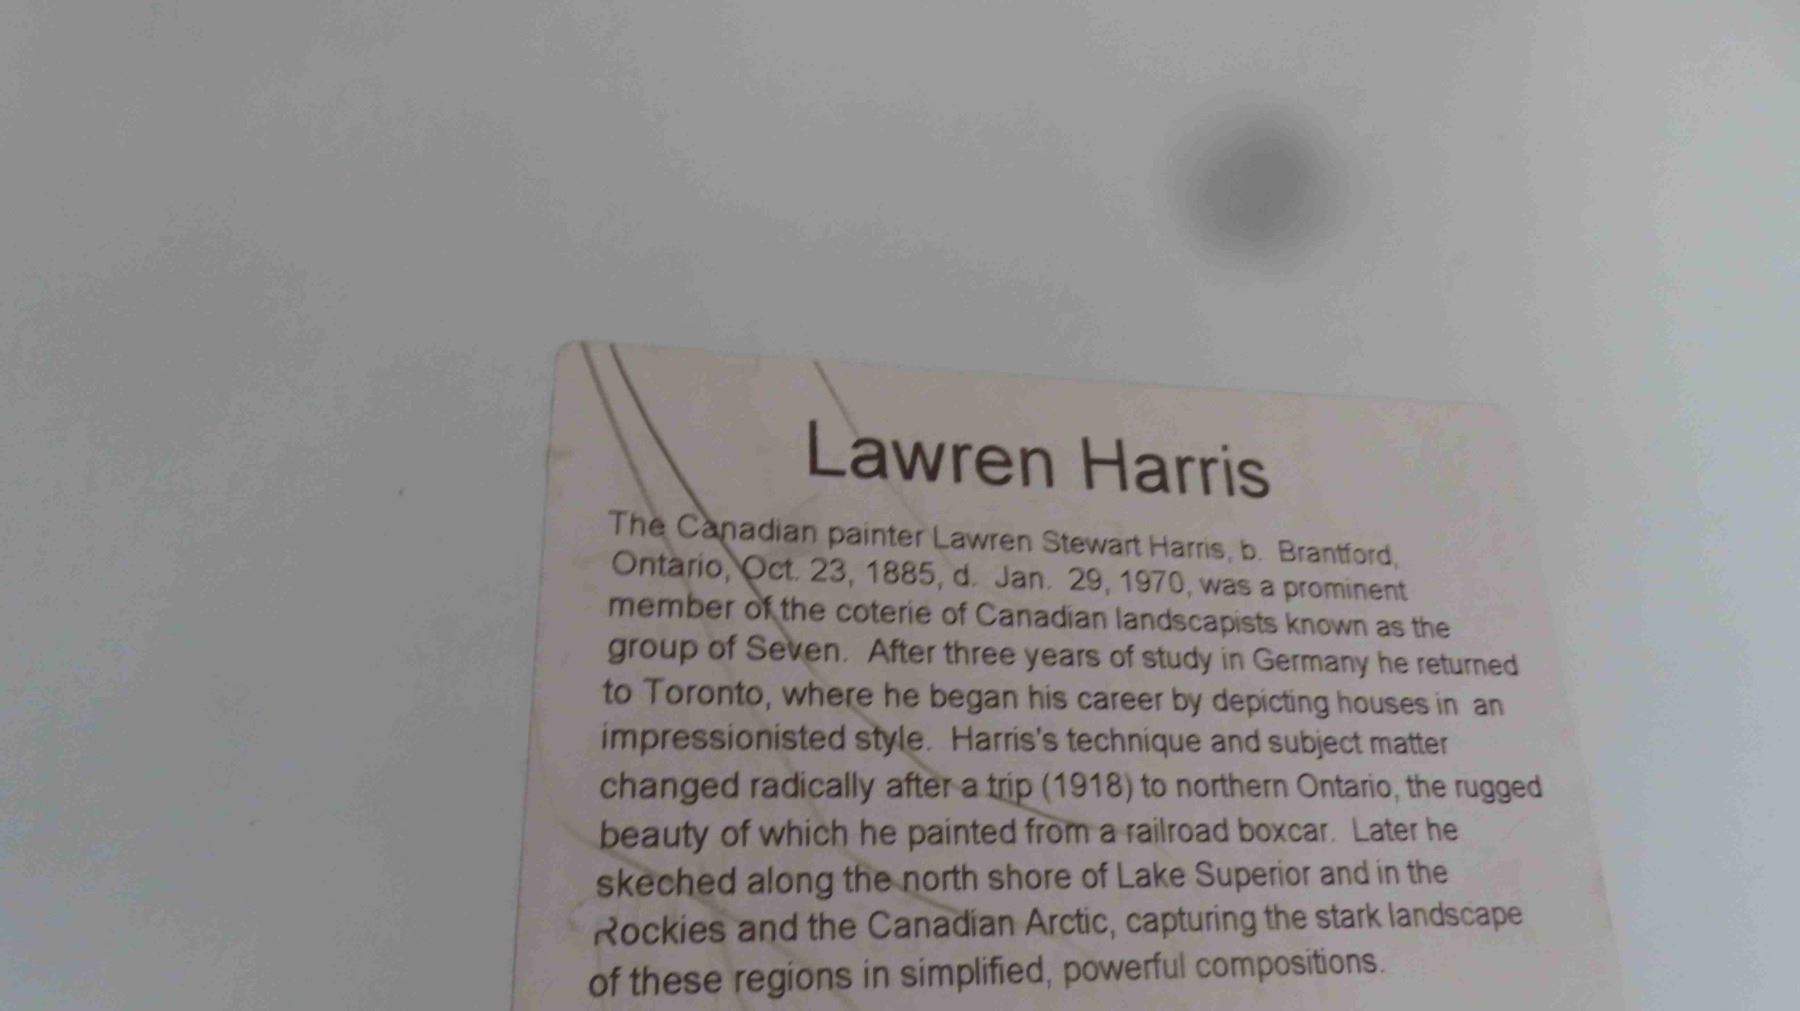 Lawren Harris
The Canadian painter Lawren Stewart Harris, b. Brantford,
Ontario, Oct. 23, 1885, d. Jan. 29, 1970, was a prominent
member of the coterie of Canadian landscapists known as the
group of Seven. After three years of study in Germany he returned
to Toronto, where he began his career by depicting houses in an
impressionisted style. Harris's technique and subject matter
changed radically after a trip (1918) to northern Ontario, the rugged
beauty of which he painted from a railroad boxcar. Later he
skeched along the north shore of Lake Superior and in the
Rockies and the Canadian Arctic, capturing the stark landscape
of these regions in simplified, powerful compositions.